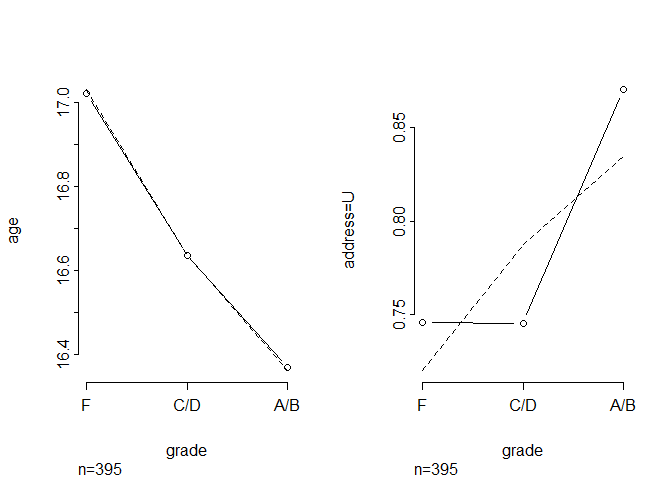 17.0
16.8
16.6
16.4
age
F C/D A/B
grade
n=395
0.85
0.80
0.75
address=U
F C/D A/B
grade
n=395